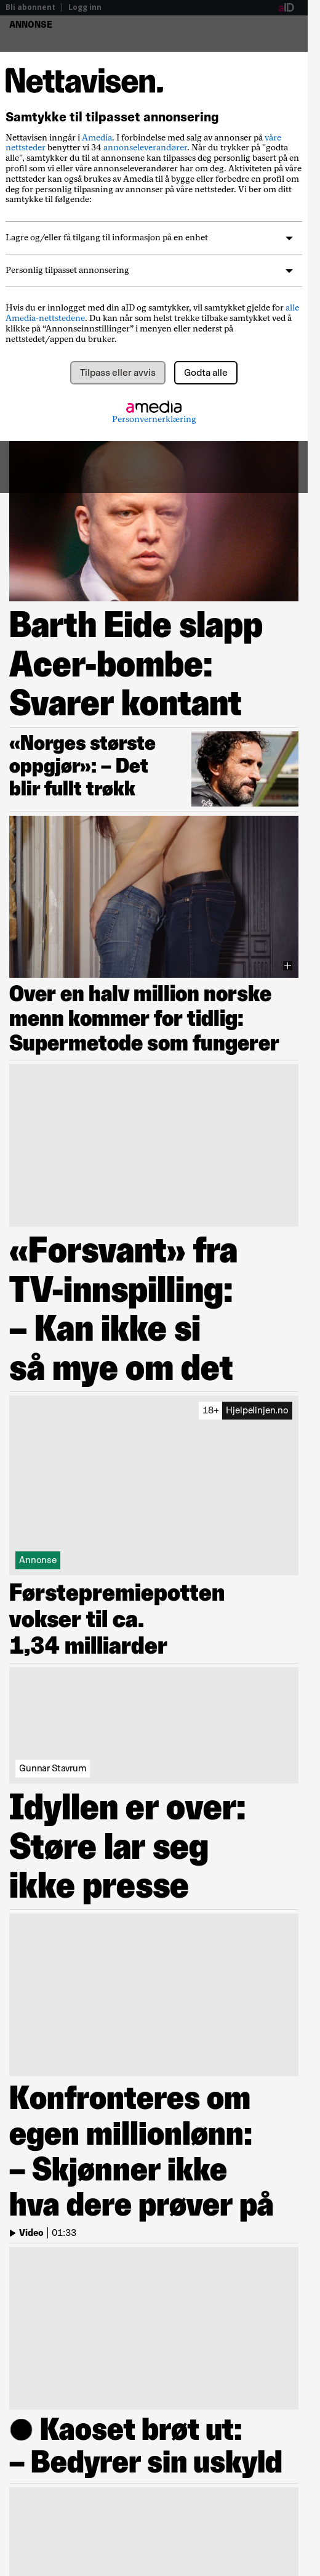 Bli abonnent | Logg inn
aID
ANNONSE
Nettavisen.
Samtykke til tilpasset annonsering
Nettavisen inngår i Amedia. I forbindelse med salg av annonser på våre
nettsteder benytter vi 34 annonseleverandører. Når du trykker på "godta
alle", samtykker du til at annonsene kan tilpasses deg personlig basert på en
profil som vi eller våre annonseleverandører har om deg. Aktiviteten på våre
nettsteder kan også brukes av Amedia til å bygge eller forbedre en profil om
deg for personlig tilpasning av annonser på våre nettsteder. Vi ber om ditt
samtykke til følgende:
Lagre og/eller få tilgang til informasjon på en enhet
Personlig tilpasset annonsering
Hvis du er innlogget med din aID og samtykker, vil samtykket gjelde for alle
Amedia-nettstedene. Du kan når som helst trekke tilbake samtykket ved å
klikke på “Annonseinnstillinger” i menyen eller nederst på
nettstedet/appen du bruker.
Tilpass eller avvis
Godta alle
amedia
Personvernerklæring
Barth Eide slapp
Acer-bombe:
Svarer kontant
«Norges største
oppgjør»: – Det
blir fullt trøkk
Over en halv million norske
menn kommer for tidlig:
Supermetode som fungerer
«Forsvant» fra
TV-innspilling:
– Kan ikke si
så mye om det
18+ Hjelpelinjen.no
Annonse
Førstepremiepotten
vokser til ca.
1,34 milliarder
Gunnar Stavrum
Idyllen er over:
Støre lar seg
ikke presse
Konfronteres om
egen millionlønn:
– Skjønner ikke
hva dere prøver på
Video | 01:33
Kaoset brøt ut:
– Bedyrer sin uskyld